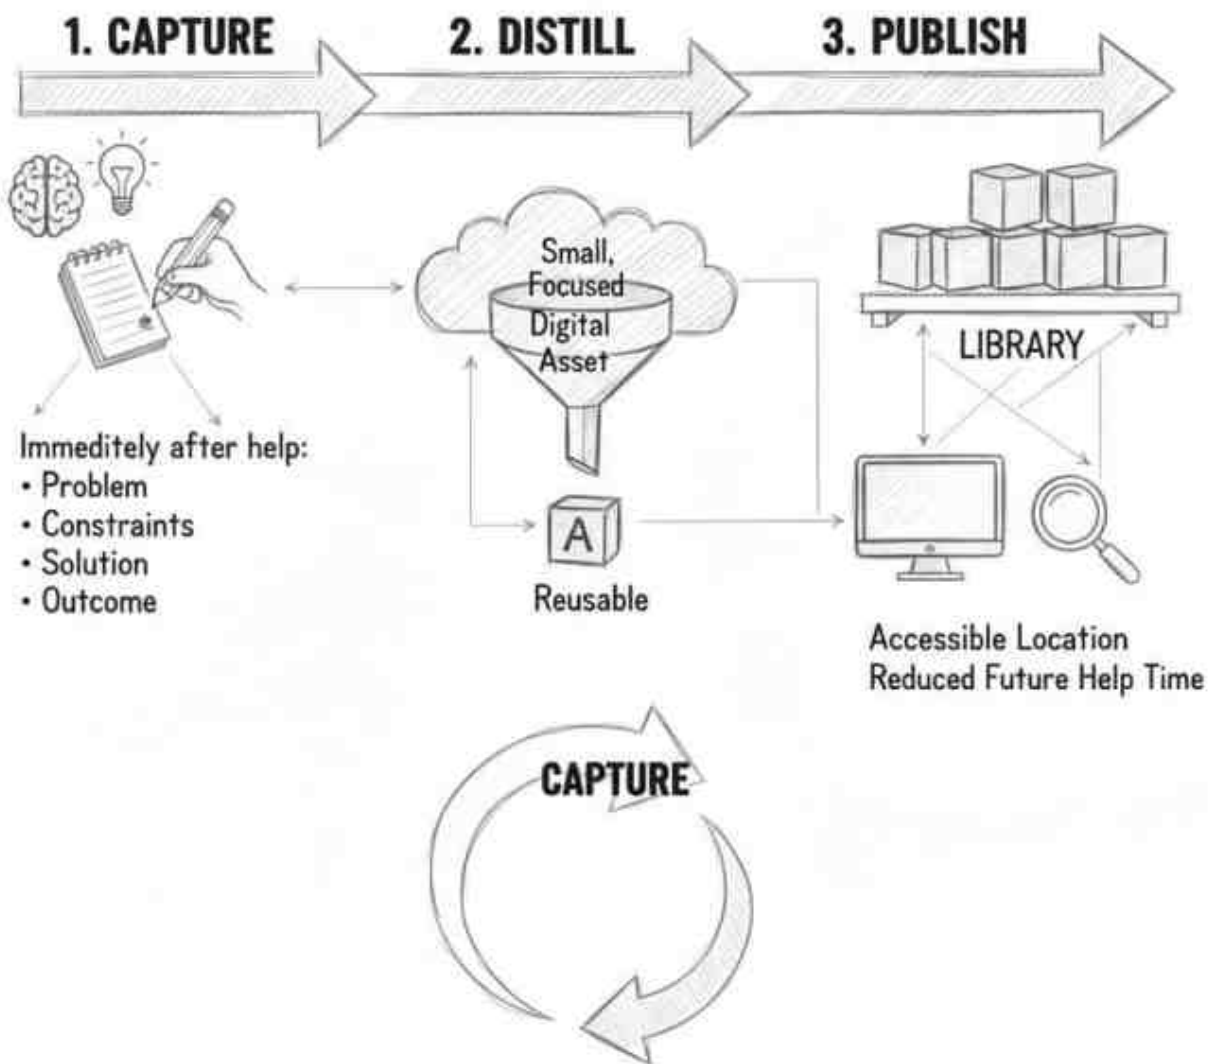 1. CAPTURE
2. DISTILL
3. PUBLISH
Small,
Focused
Digital
Asset
LIBRARY
Immeditely after help:
• Problem
• Constraints
• Solution
• Outcome
A
Reusable
Accessible Location
Reduced Future Help Time
CAPTURE